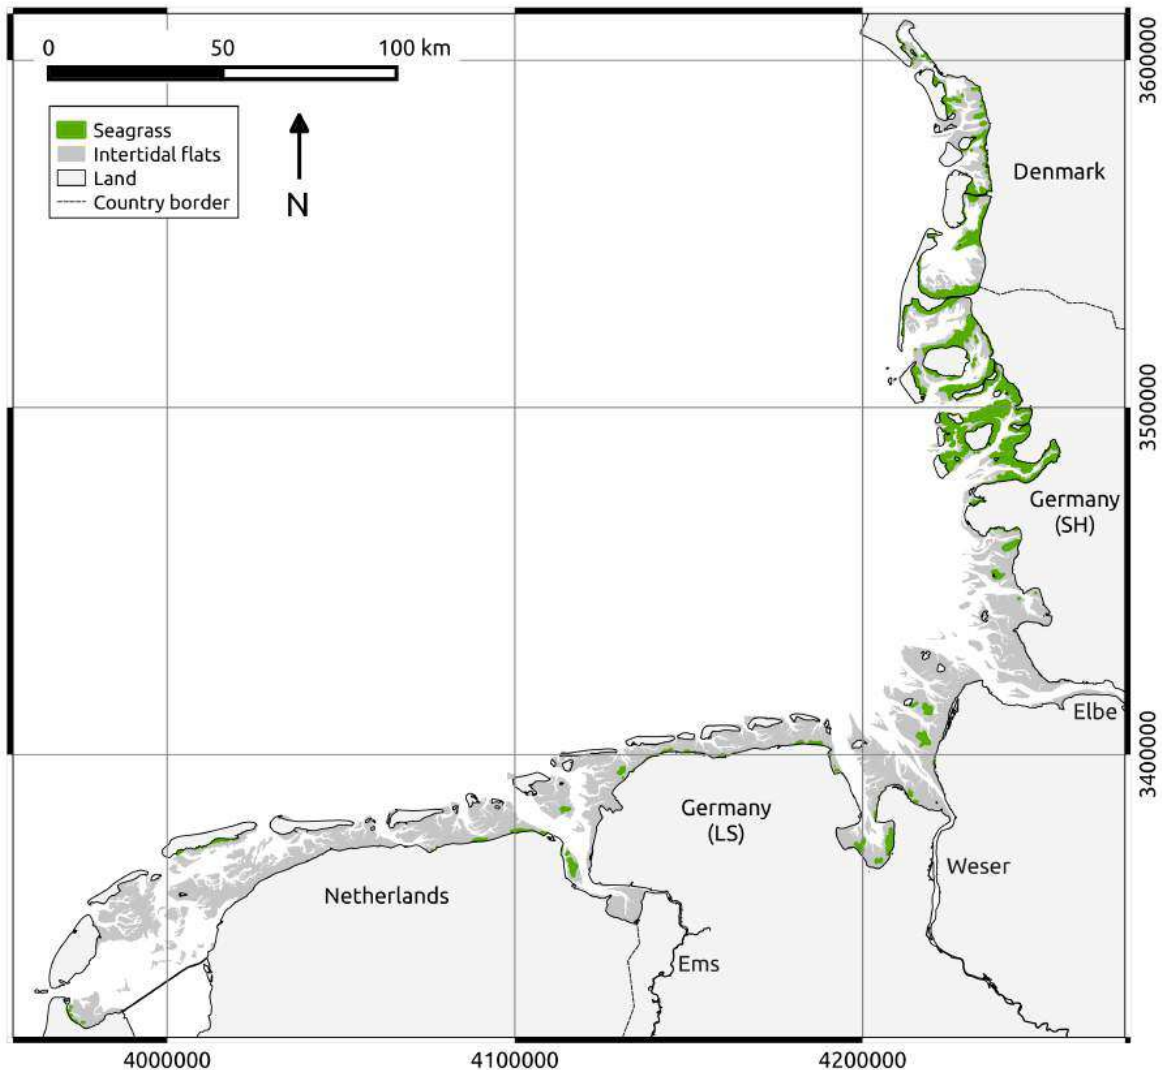 0 50 100 km
Seagrass
Intertidal flats
Land
Country border
N
Denmark
Germany
(SH)
Elbe
Germany
(LS)
Weser
Netherlands
Ems
3600000
3500000
3400000
4000000 4100000 4200000